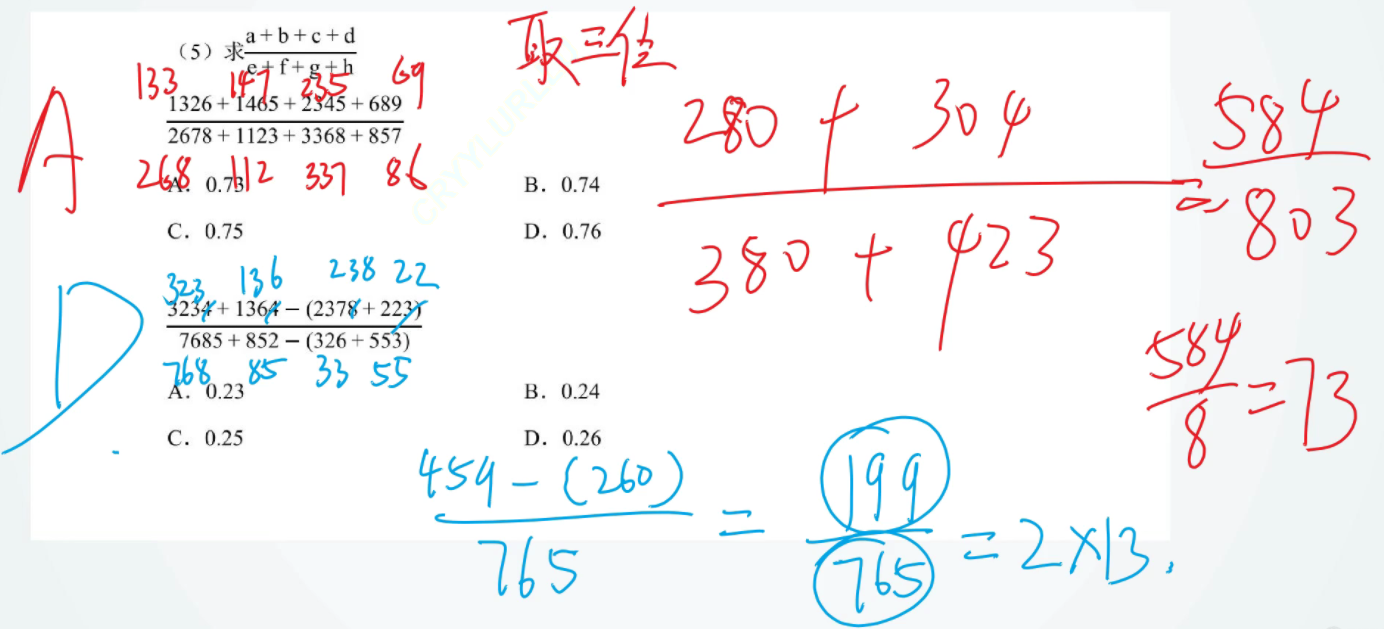 取三位
（5）求 a+b+c+d
e+f+g+h
133 147 235 69
1326+1465+2345+689
2678+1123+3368+857
268 112 337 86
A
A．0.73
B．0.74
C．0.75
D．0.76
280 + 304
380 + 423
≈
584
803
584
8
=73
323 136 238 22
3234+1364−(2378+223)
7685+852−(326+553)
768 85 33 55
D
A．0.23
B．0.24
C．0.25
D．0.26
459 − (260)
765
=
199
765
= 2×13.